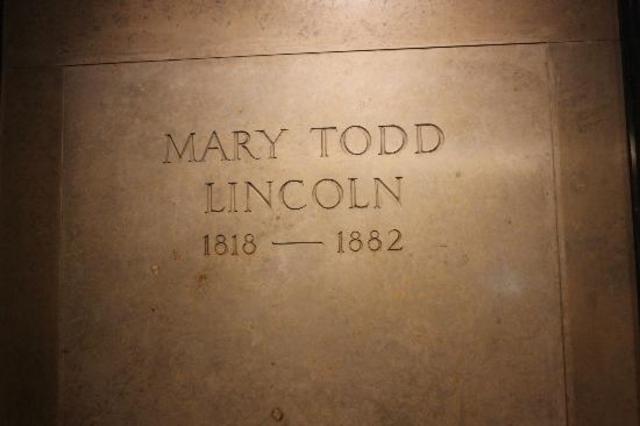 MARY TODD
LINCOLN
1818 — 1882